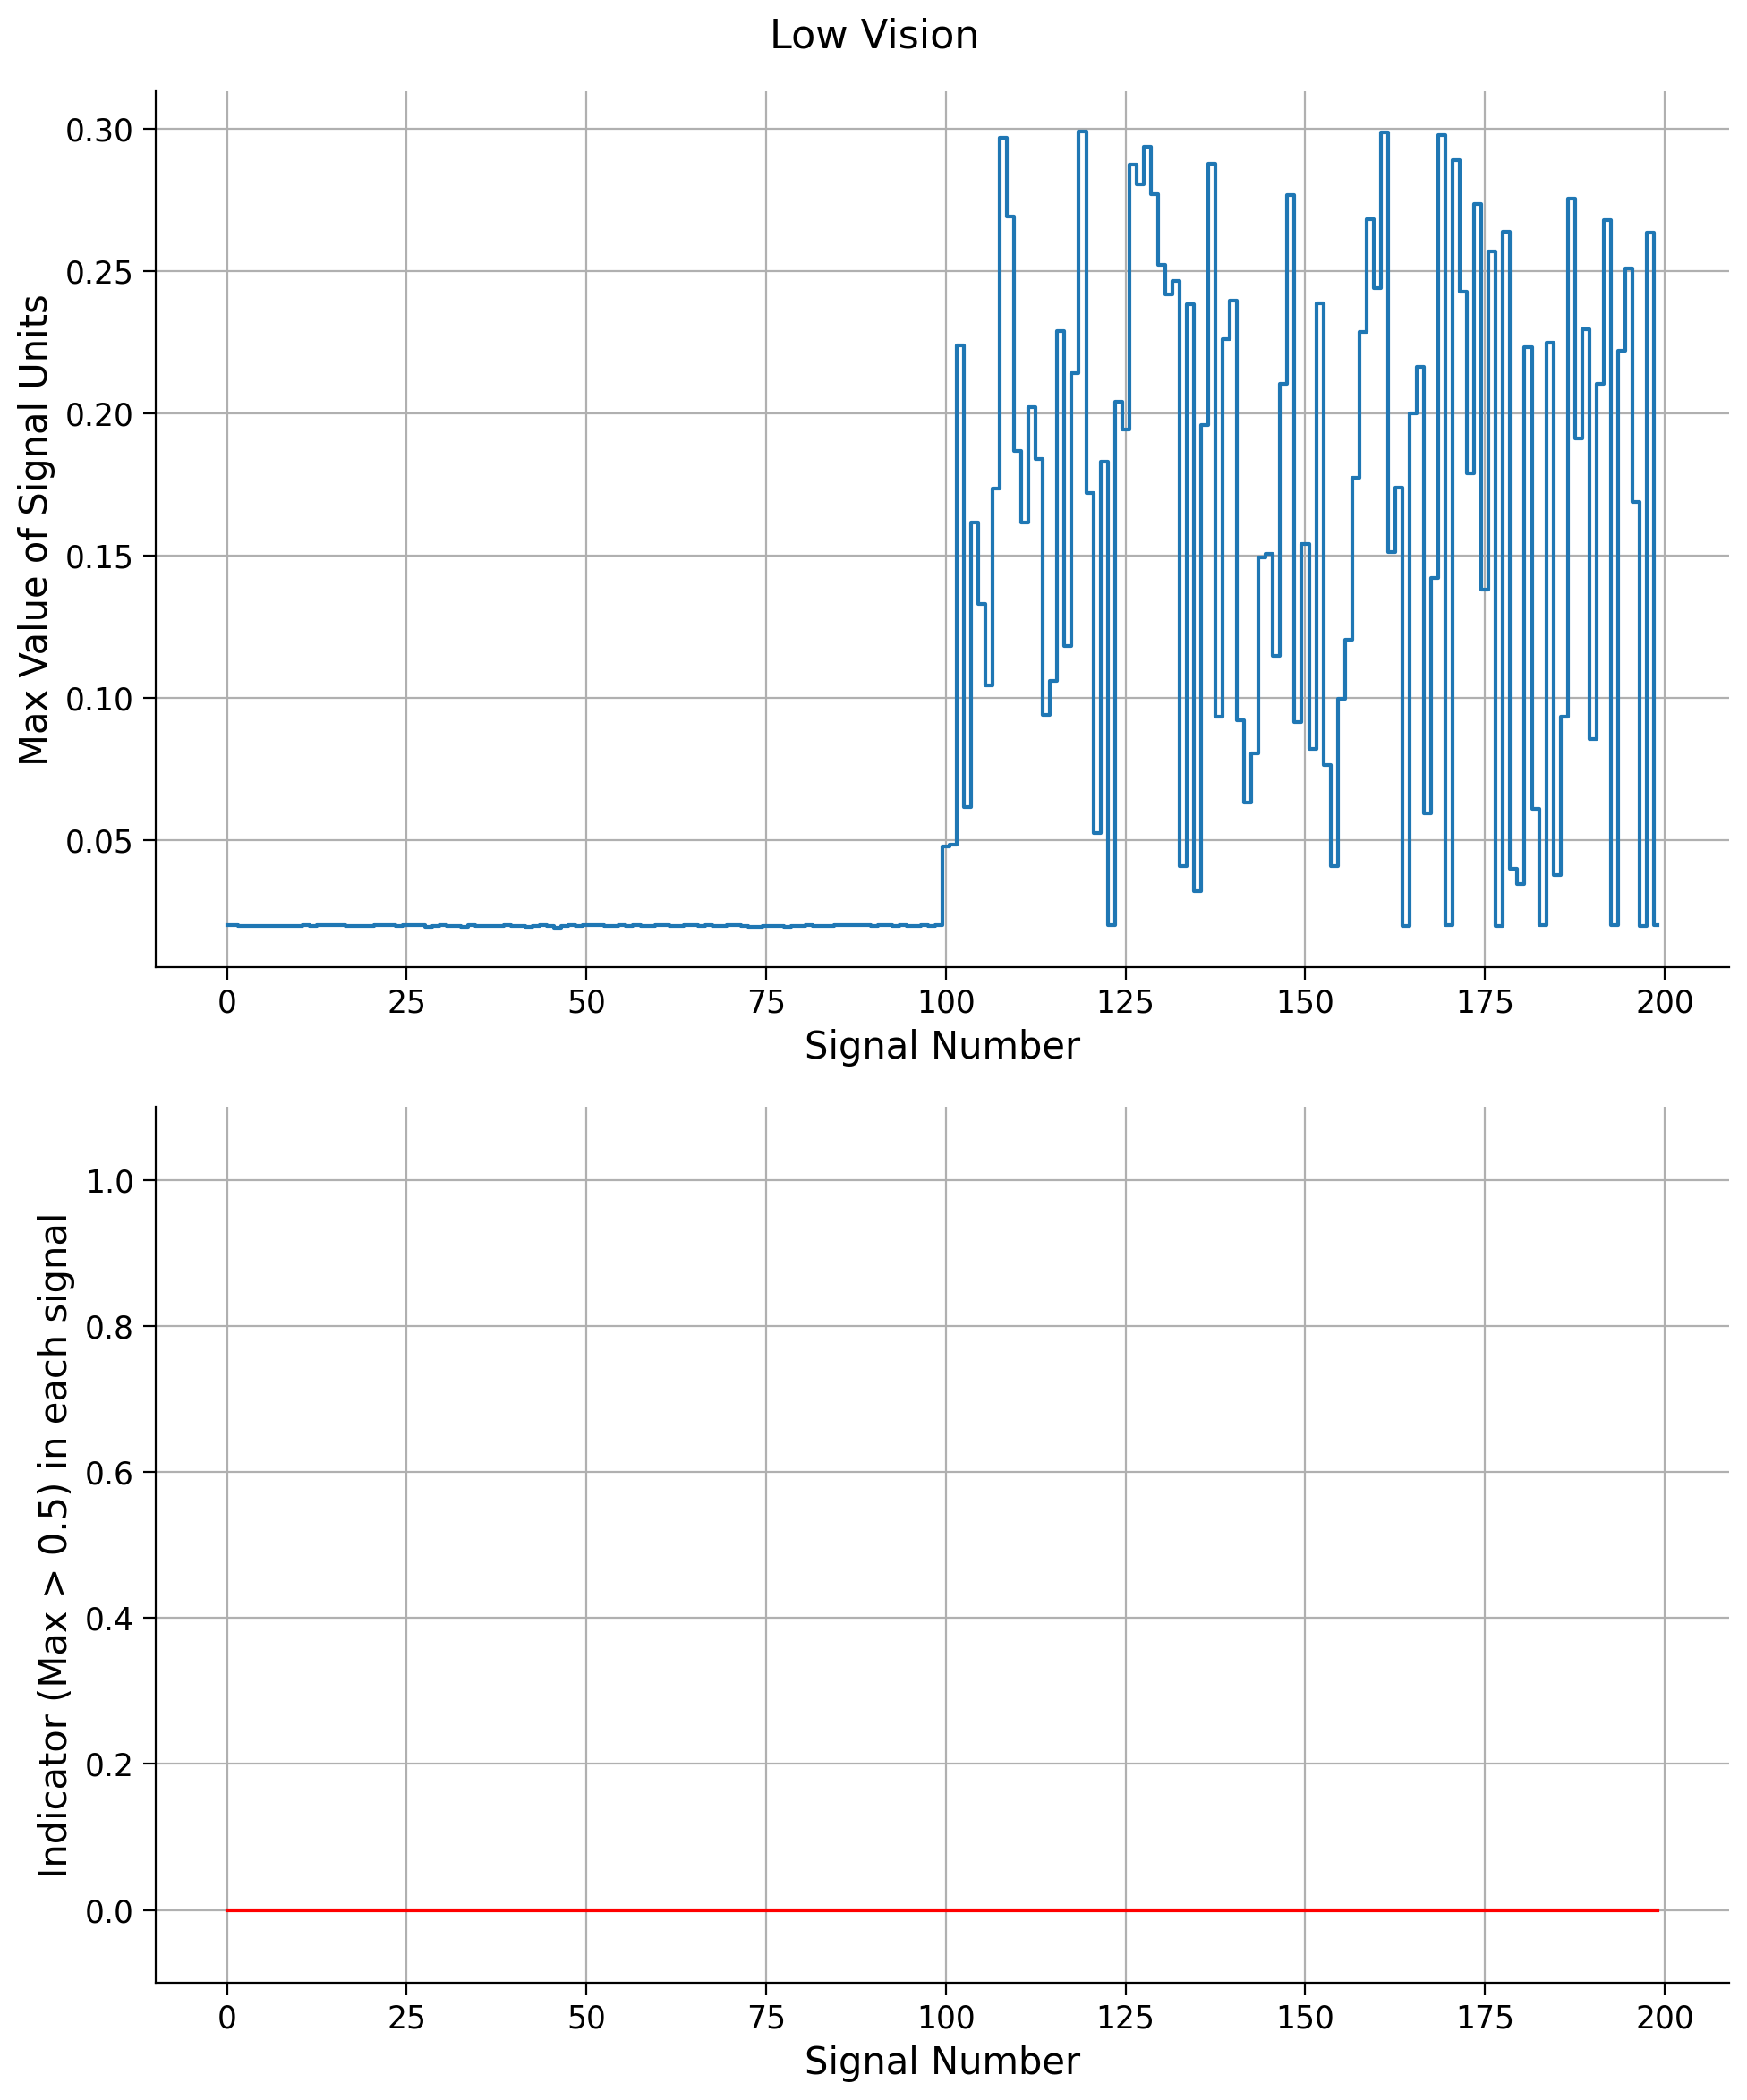 Low Vision
Max Value of Signal Units
0.30
0.25
0.20
0.15
0.10
0.05
0 25 50 75 100 125 150 175 200
Signal Number
Indicator (Max > 0.5) in each signal
1.0
0.8
0.6
0.4
0.2
0.0
0 25 50 75 100 125 150 175 200
Signal Number